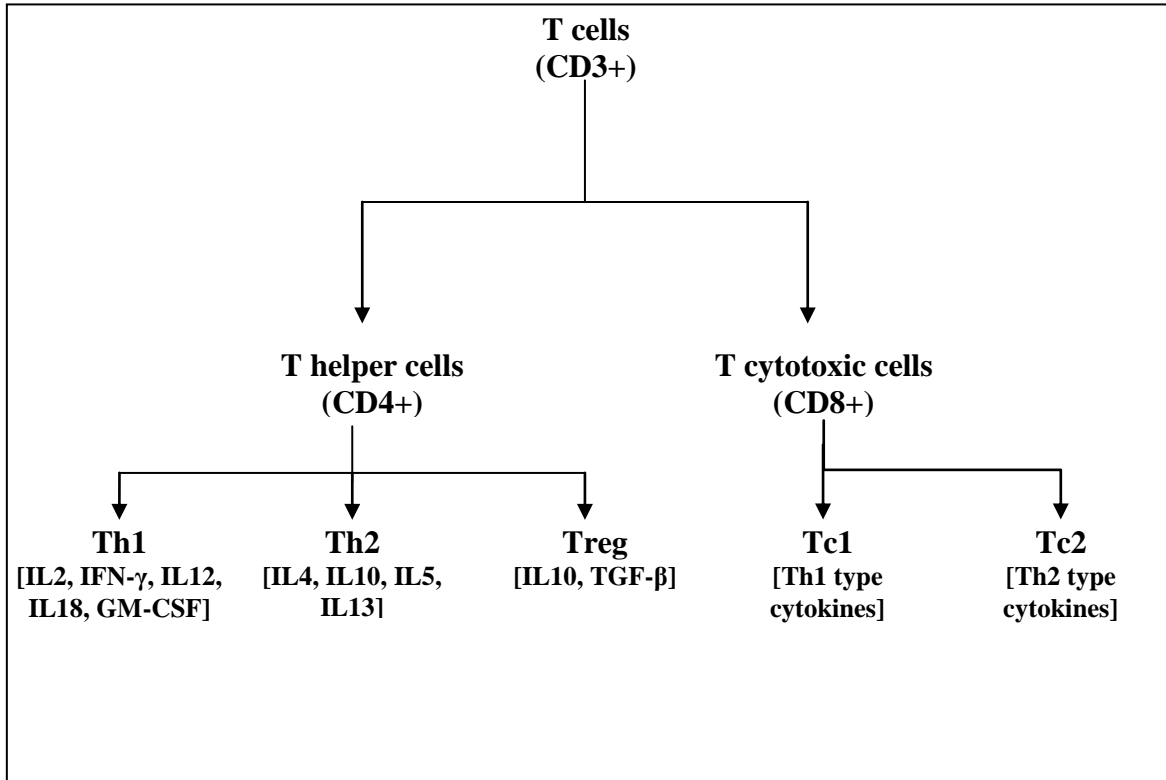 T cells
(CD3+)
T helper cells
(CD4+)
T cytotoxic cells
(CD8+)
Th1
[IL2, IFN-γ, IL12,
IL18, GM-CSF]
Th2
[IL4, IL10, IL5,
IL13]
Treg
[IL10, TGF-β]
Tc1
[Th1 type
cytokines]
Tc2
[Th2 type
cytokines]